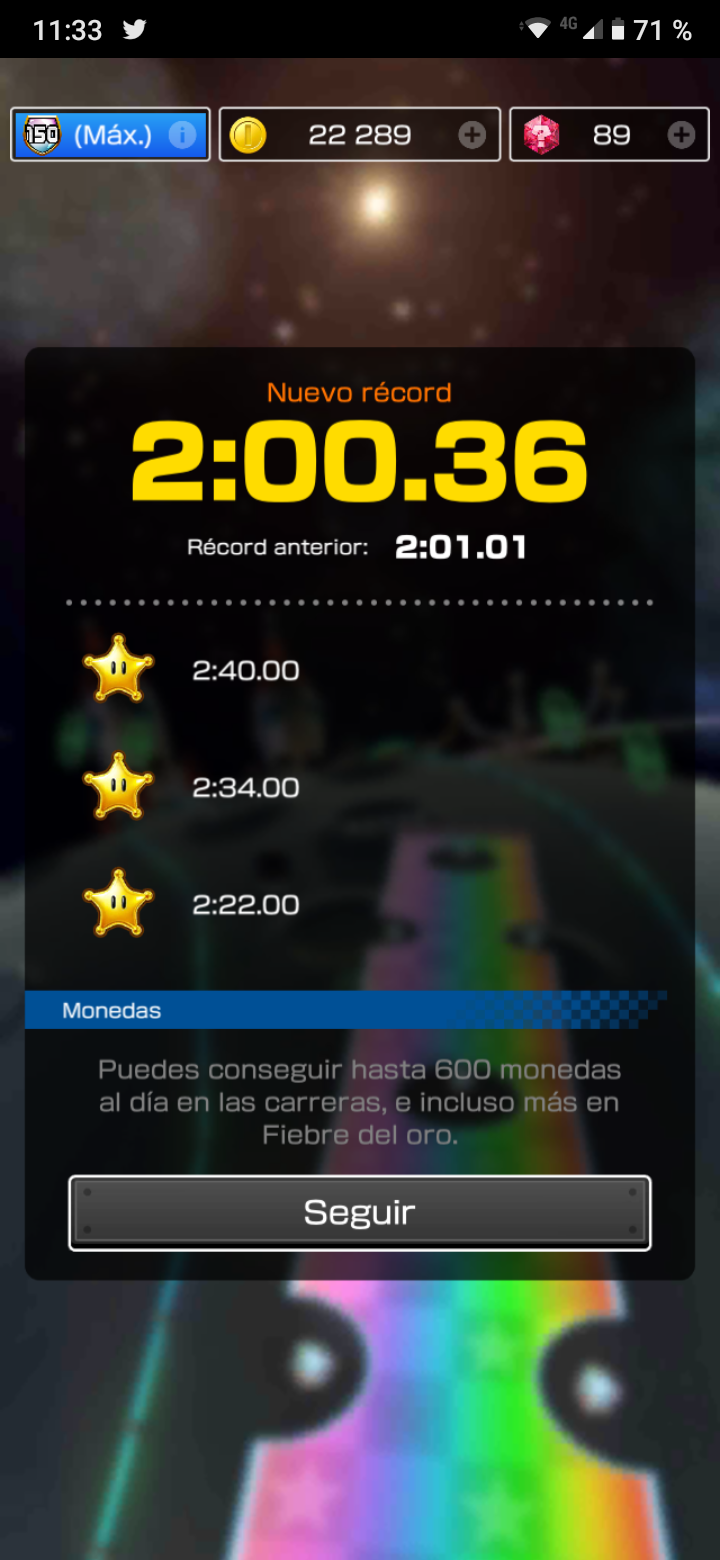 11:33 4G 71 %
150 (Máx.) i 22 289 + ? 89 +
Nuevo récord
2:00.36
Récord anterior: 2:01.01
2:40.00
2:34.00
2:22.00
Monedas
Puedes conseguir hasta 600 monedas
al día en las carreras, e incluso más en
Fiebre del oro.
Seguir